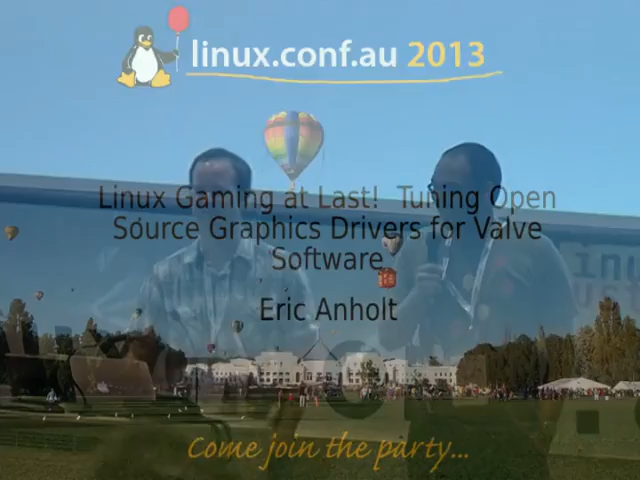 linux.conf.au 2013
Linux Gaming at Last! Tuning Open
Source Graphics Drivers for Valve
Software
Eric Anholt
Come join the party...